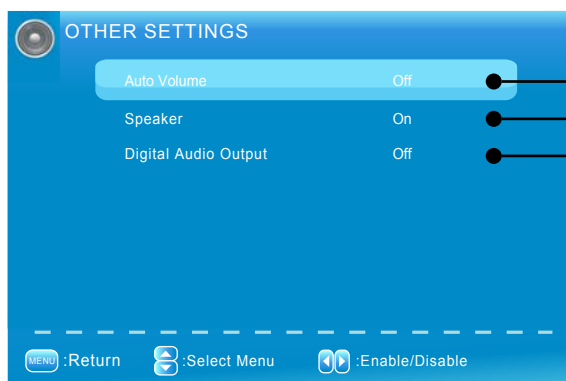 OTHER SETTINGS
Auto Volume Off
Speaker On
Digital Audio Output Off
MENU :Return :Select Menu :Enable/Disable